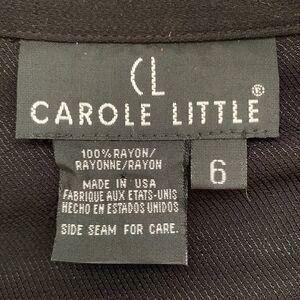 CL
CAROLE LITTLE®
100% RAYON/
RAYONNE/RAYON
6
MADE IN USA
FABRIQUE AUX ETATS-UNIS
HECHO EN ESTADOS UNIDOS
SIDE SEAM FOR CARE.